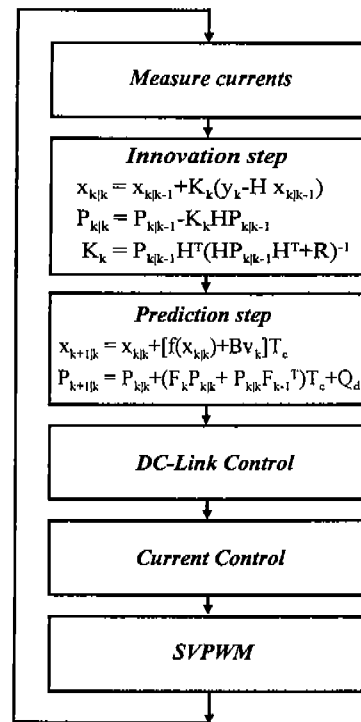 Measure currents
Innovation step
x_{k|k} = x_{k|k-1}+K_k(y_k-H x_{k|k-1})
P_{k|k} = P_{k|k-1}-K_kHP_{k|k-1}
K_k = P_{k|k-1}H^T(HP_{k|k-1}H^T+R)^{-1}
Prediction step
x_{k+1|k} = x_{k|k}+[f(x_{k|k})+Bv_k]T_c
P_{k+1|k} = P_{k|k}+(F_kP_{k|k}+ P_{k|k}F_{k-1}^T)T_c+Q_d
DC-Link Control
Current Control
SVPWM